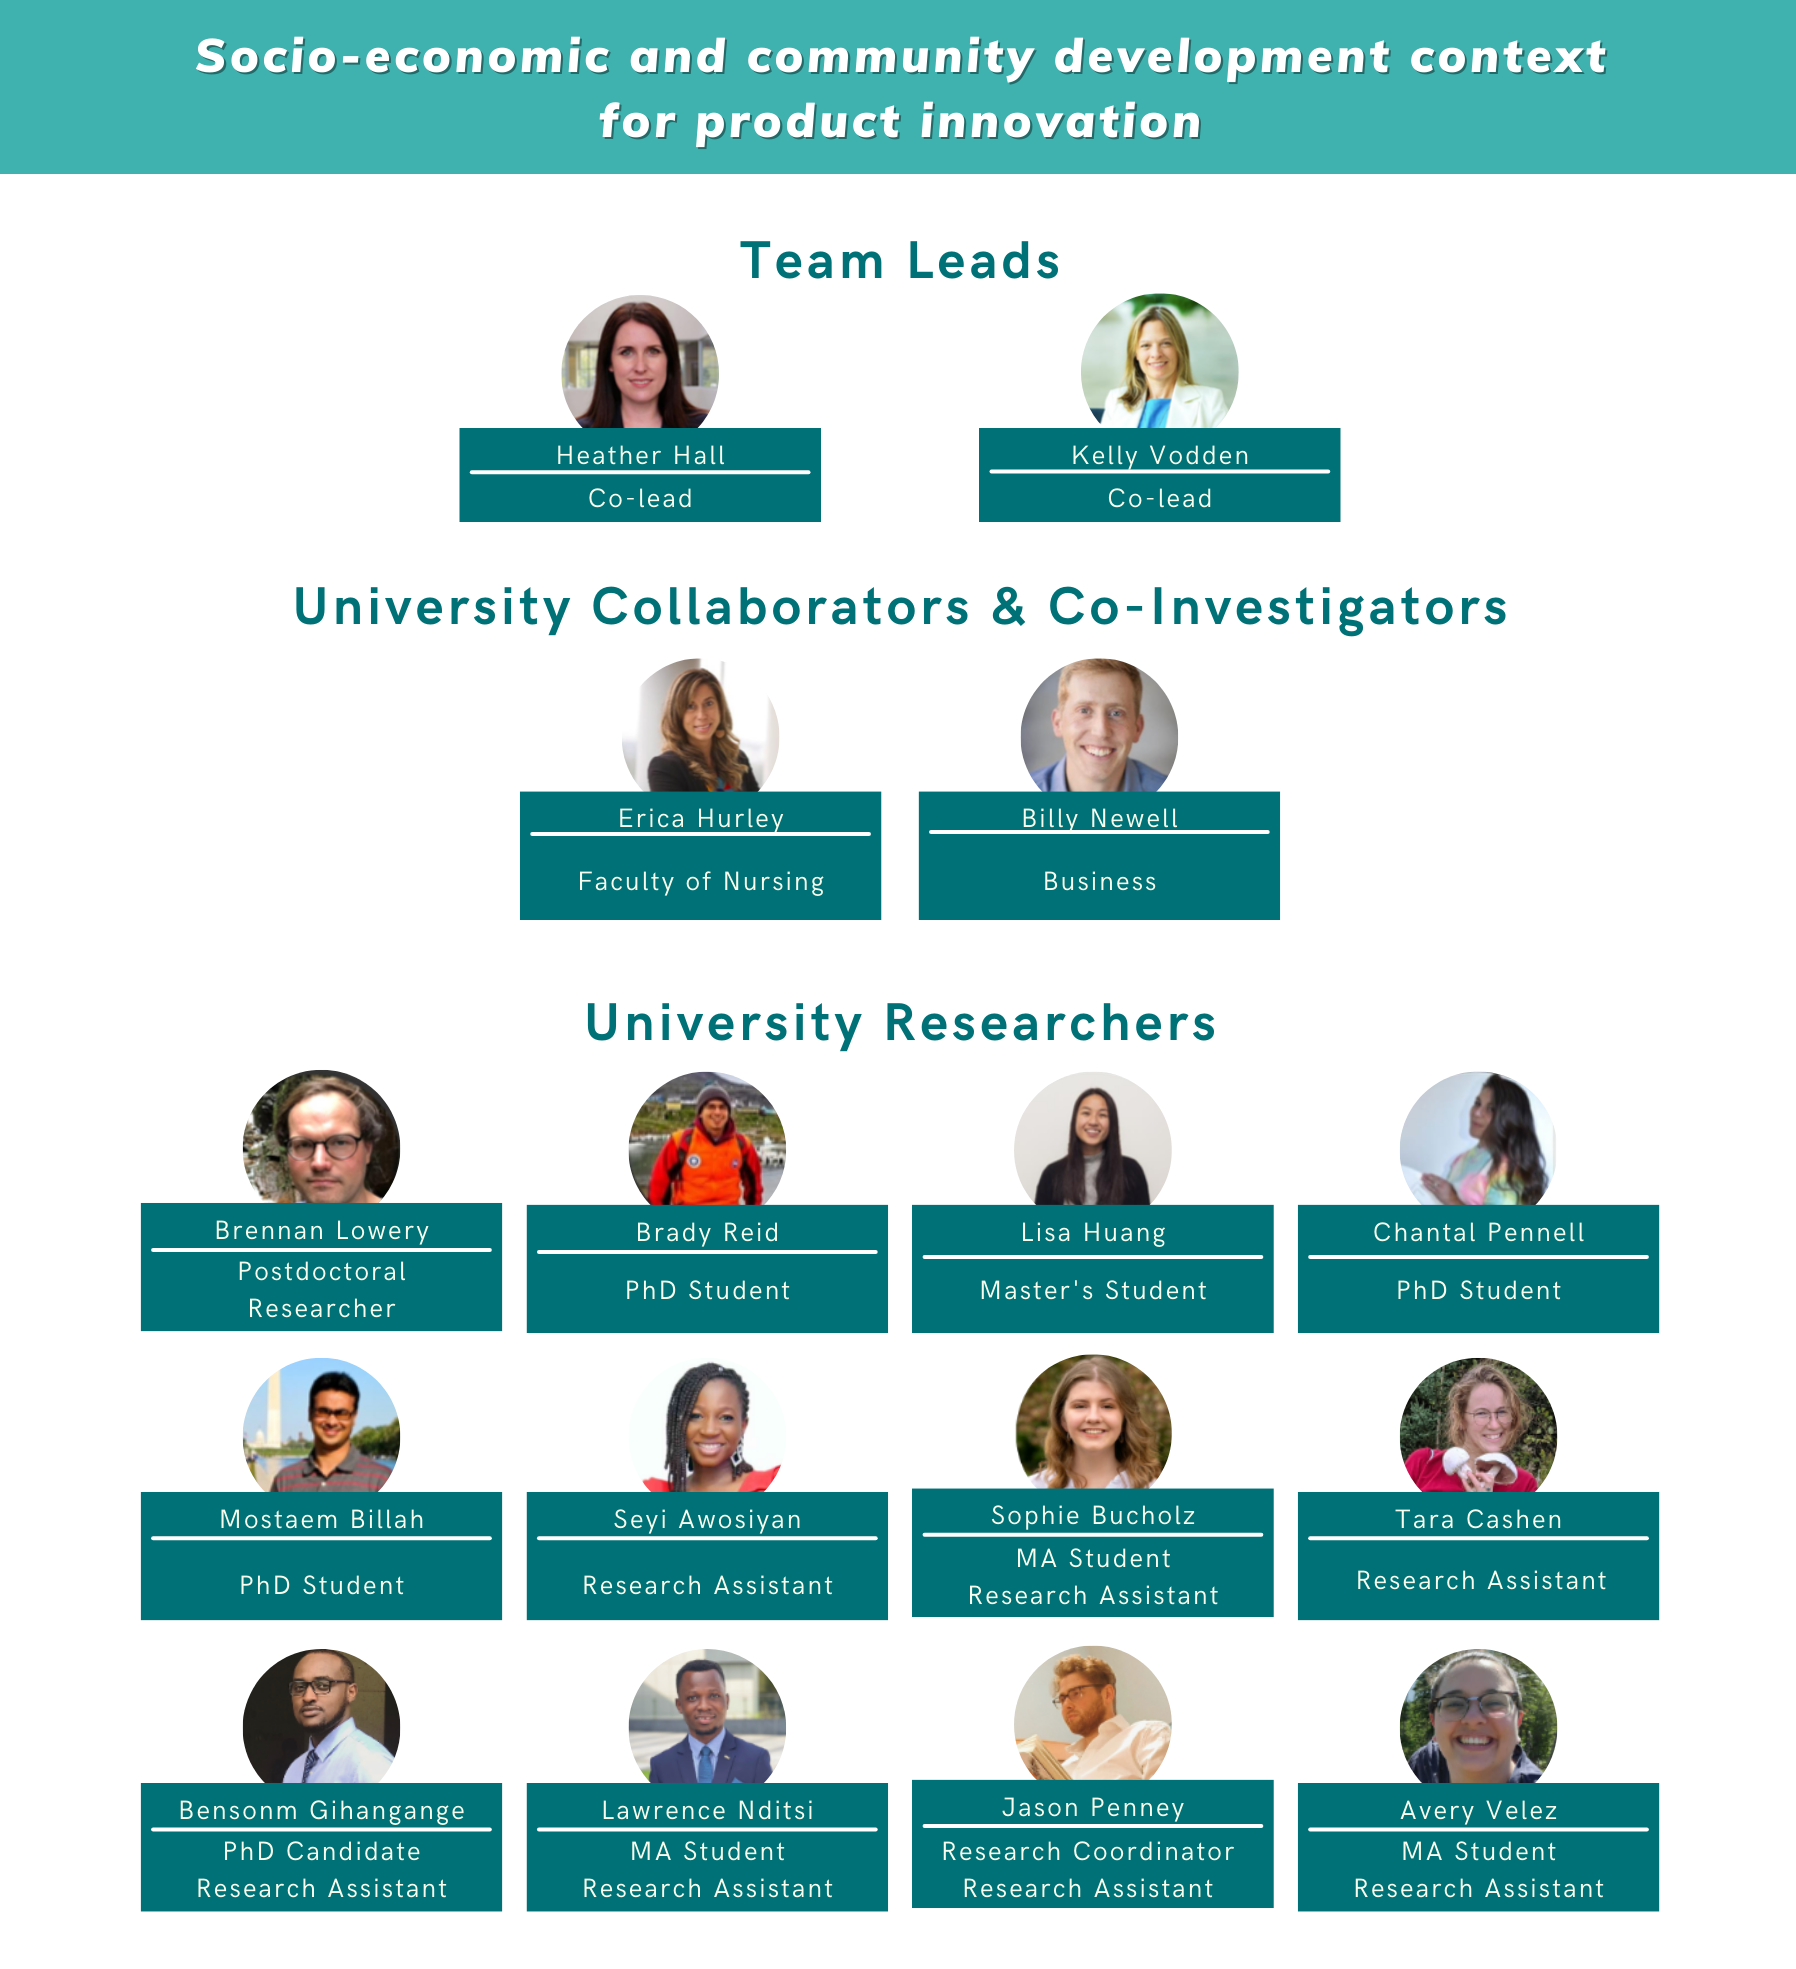 Socio-economic and community development context
for product innovation
Team Leads
Heather Hall
Co-lead
Kelly Vodden
Co-lead
University Collaborators & Co-Investigators
Erica Hurley
Faculty of Nursing
Billy Newell
Business
University Researchers
Brennan Lowery
Postdoctoral
Researcher
Brady Reid
PhD Student
Lisa Huang
Master's Student
Chantal Pennell
PhD Student
Mostaem Billah
PhD Student
Seyi Awosiyan
Research Assistant
Sophie Bucholz
MA Student
Research Assistant
Tara Cashen
Research Assistant
Bensonm Gihangange
PhD Candidate
Research Assistant
Lawrence Nditsi
MA Student
Research Assistant
Jason Penney
Research Coordinator
Research Assistant
Avery Velez
MA Student
Research Assistant